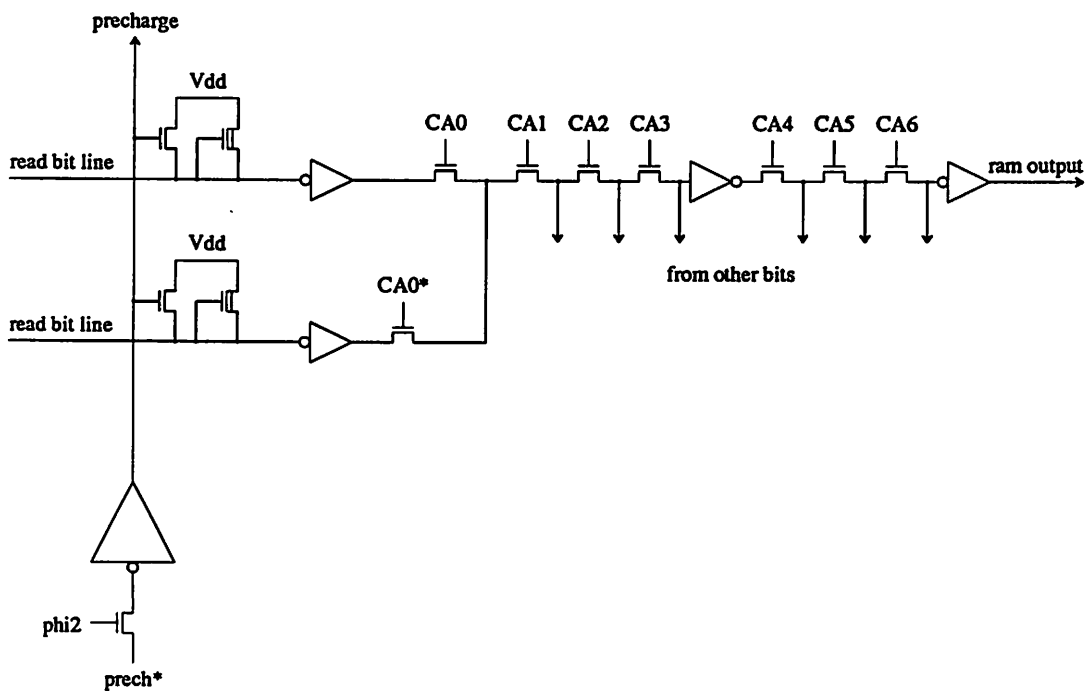 precharge
Vdd
CA0 CA1 CA2 CA3 CA4 CA5 CA6
read bit line
ram output
Vdd
from other bits
CA0*
read bit line
phi2
prech*